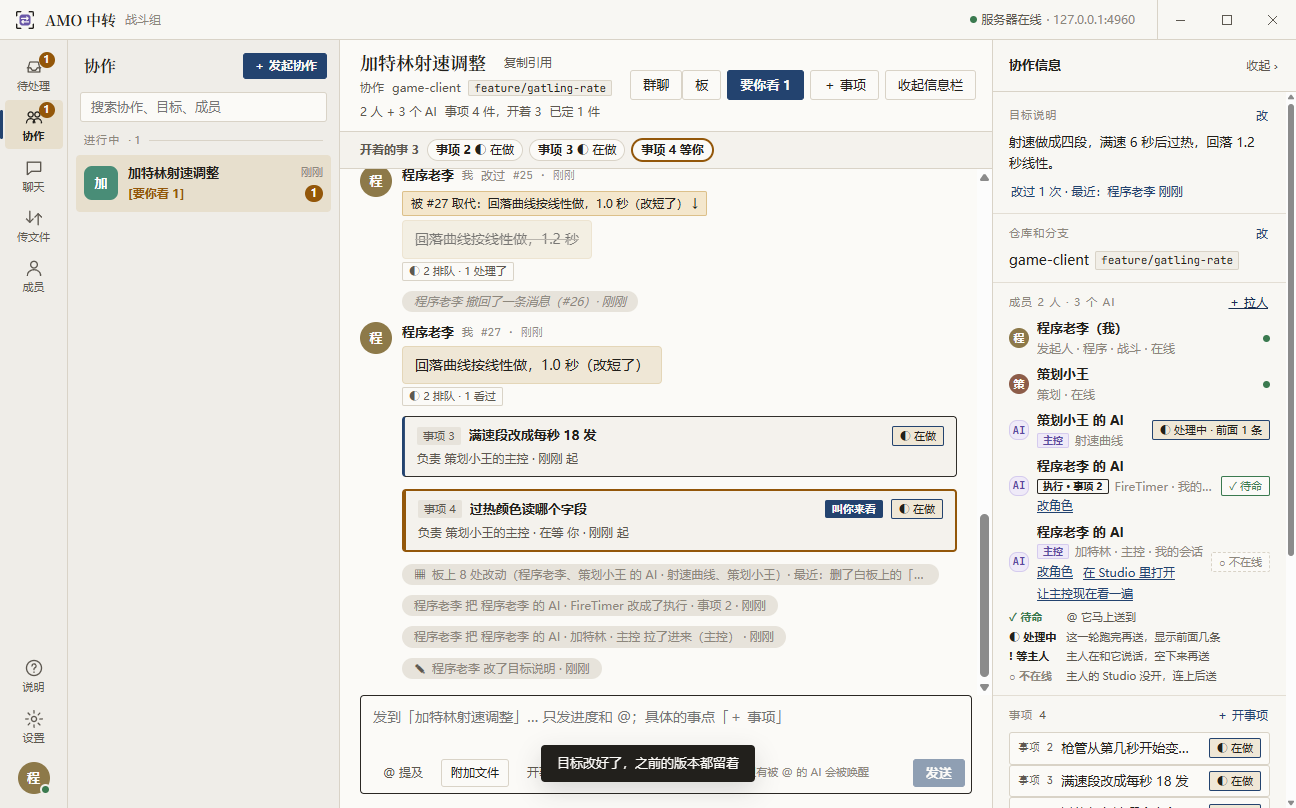 AMO 中转 战斗组
服务器在线 · 127.0.0.1:4960
1
待处理
1
协作
聊天
传文件
成员
说明
设置
程
协作
+ 发起协作
搜索协作、目标、成员
进行中 · 1
加
加特林射速调整
刚刚
[要你看 1]
1
加特林射速调整 复制引用
协作 game-client feature/gatling-rate
2 人 + 3 个 AI 事项 4 件，开着 3 已定 1 件
群聊
板
要你看 1
+ 事项
收起信息栏
开着的事 3
事项 2 在做
事项 3 在做
事项 4 等你
程
程序老李 我 改过 #25 · 刚刚
被 #27 取代：回落曲线按线性做，1.0 秒（改短了）↓
回落曲线按线性做，1.2 秒
2 排队 · 1 处理了
程序老李 撤回了一条消息（#26）· 刚刚
程
程序老李 我 #27 · 刚刚
回落曲线按线性做，1.0 秒（改短了）
2 排队 · 1 看过
事项 3 满速段改成每秒 18 发
在做
负责 策划小王的主控 · 刚刚 起
事项 4 过热颜色读哪个字段
叫你来看
在做
负责 策划小王的主控 · 在等 你 · 刚刚 起
板上 8 处改动（程序老李、策划小王 的 AI · 射速曲线、策划小王）· 最近：删了白板上的「...
程序老李 把 程序老李 的 AI · FireTimer 改成了执行 · 事项 2 · 刚刚
程序老李 把 程序老李 的 AI · 加特林 · 主控 拉了进来（主控）· 刚刚
程序老李 改了目标说明 · 刚刚
发到「加特林射速调整」... 只发进度和 @；具体的事点「 + 事项」
@ 提及
附加文件
开
有被 @ 的 AI 会被唤醒
发送
目标改好了，之前的版本都留着
协作信息
收起 ›
目标说明
改
射速做成四段，满速 6 秒后过热，回落 1.2
秒线性。
改过 1 次 · 最近：程序老李 刚刚
仓库和分支
改
game-client feature/gatling-rate
成员 2 人 · 3 个 AI
+ 拉人
程
程序老李（我）
发起人 · 程序 · 战斗 · 在线
策
策划小王
策划 · 在线
AI
策划小王 的 AI
主控 射速曲线
处理中 · 前面 1 条
AI
程序老李 的 AI
执行 • 事项 2 FireTimer · 我的...
✓ 待命
改角色
AI
程序老李 的 AI
主控 加特林 · 主控 · 我的会话
○ 不在线
改角色 在 Studio 里打开
让主控现在看一遍
✓ 待命 @ 它马上送到
处理中 这一轮跑完再送，显示前面几条
! 等主人 主人在和它说话，空下来再送
○ 不在线 主人的 Studio 没开，连上后送
事项 4
+ 开事项
事项 2 枪管从第几秒开始变... 在做
事项 3 满速段改成每秒 18 发 在做